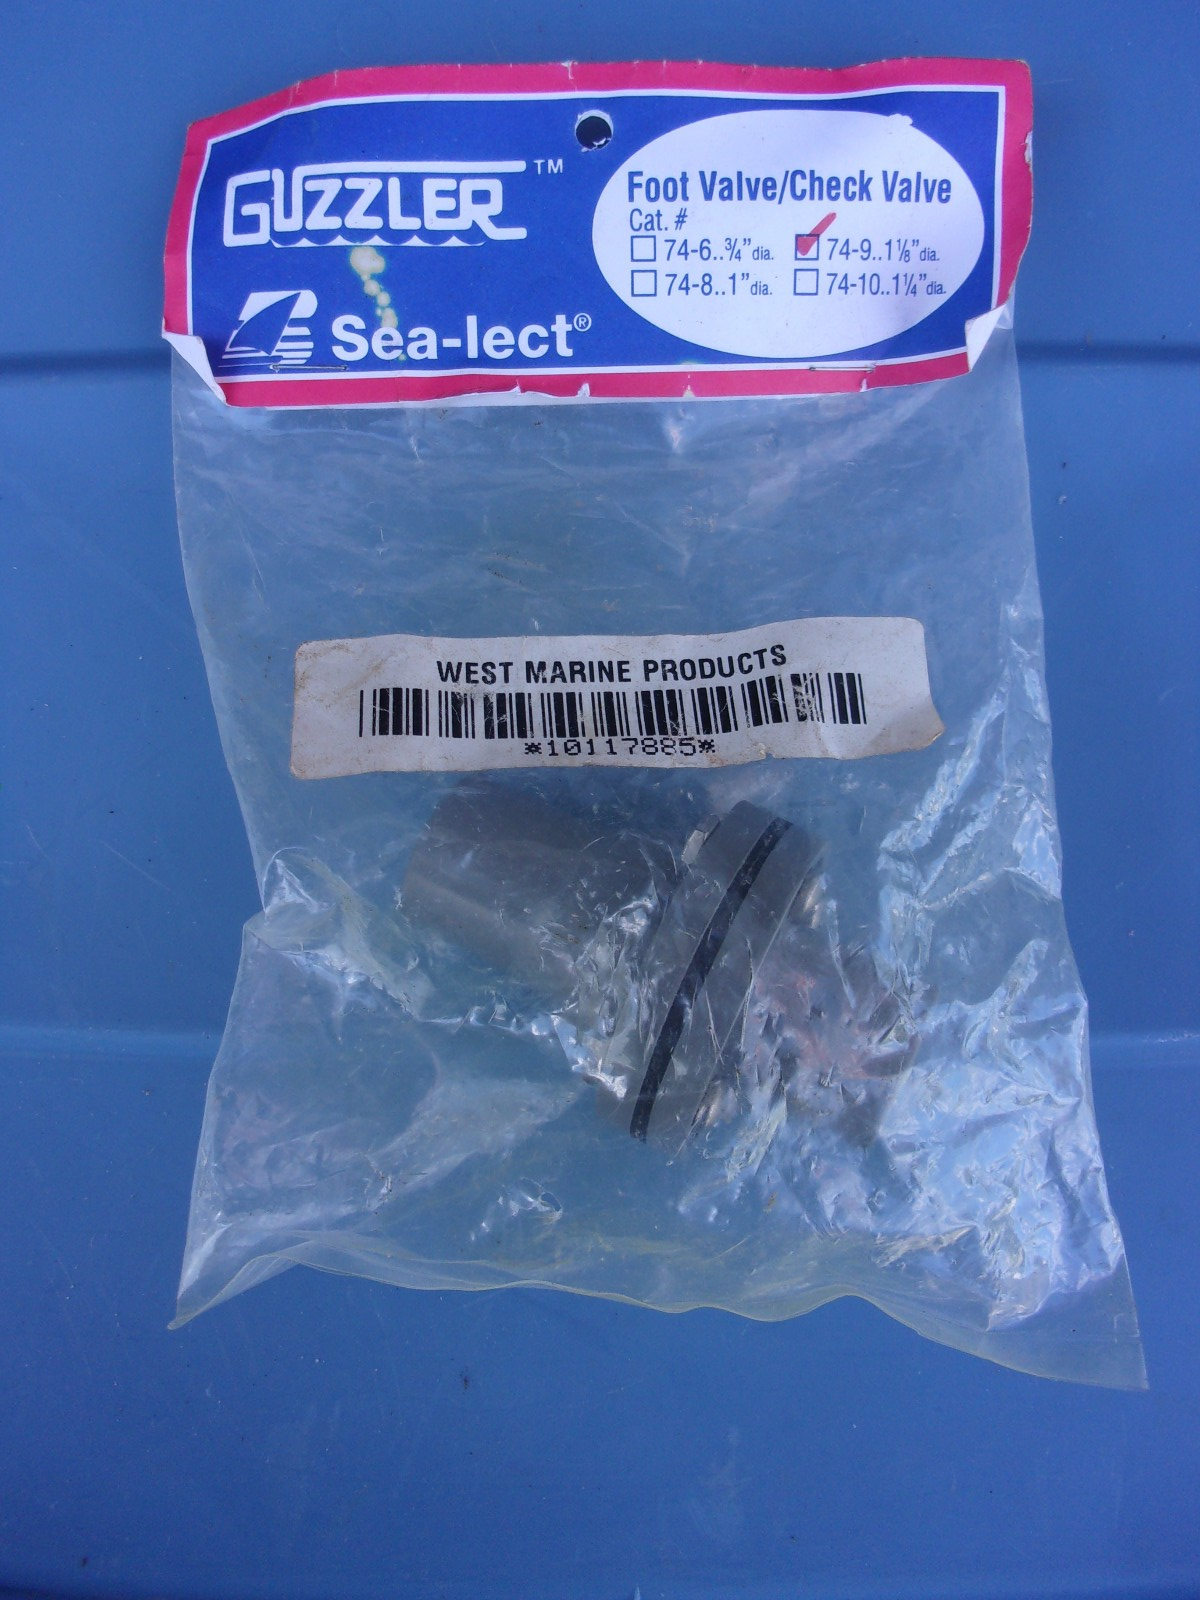 GUZZLER™
Sea-lect®
Foot Valve/Check Valve
Cat. #
74-6..¾"dia.
74-9..1⅛"dia.
74-8..1"dia.
74-10..1¼"dia.
WEST MARINE PRODUCTS
*10117885*